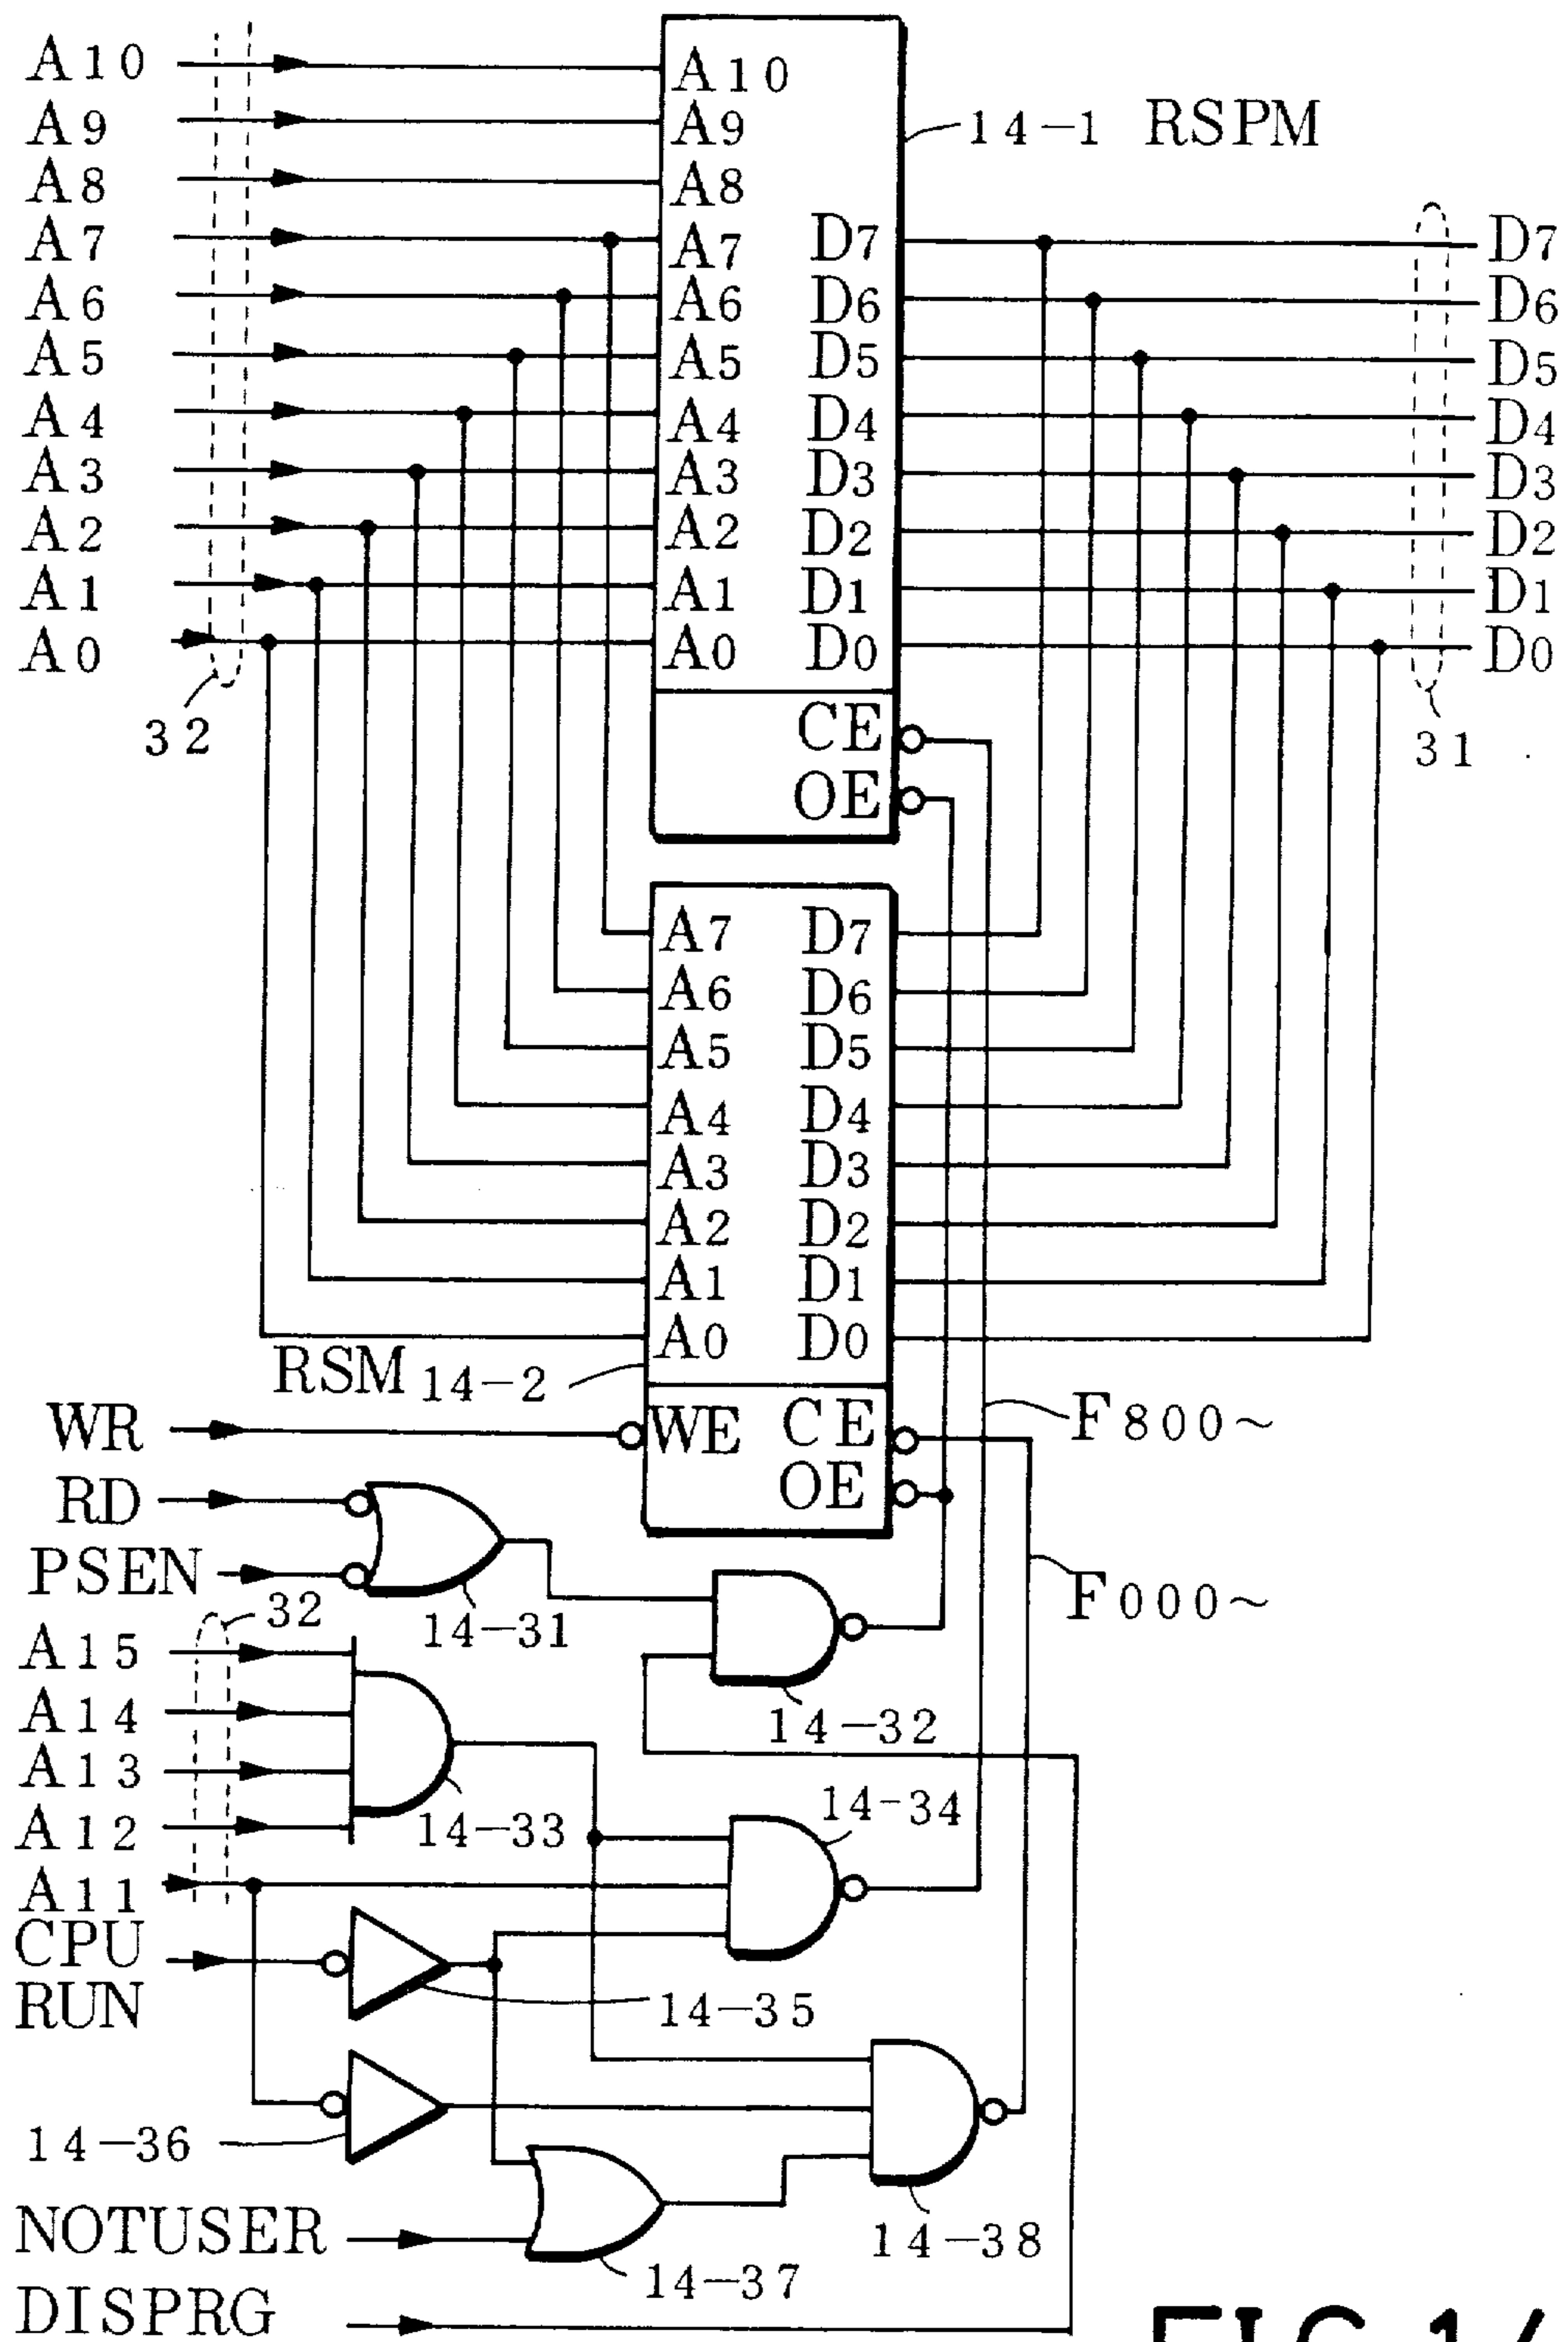 A10
A9
A8
A7
A6
A5
A4
A3
A2
A1
A0
32
A10
A9
A8
A7
A6
A5
A4
A3
A2
A1
A0
D7
D6
D5
D4
D3
D2
D1
D0
CE
OE
14-1 RSPM
D7
D6
D5
D4
D3
D2
D1
D0
31
A7
A6
A5
A4
A3
A2
A1
A0
D7
D6
D5
D4
D3
D2
D1
D0
RSM 14-2
WE
CE
OE
F800~
F000~
WR
RD
PSEN
14-31
32
A15
A14
A13
A12
A11
14-32
14-33
14-34
CPU
RUN
14-35
14-36
14-38
NOTUSER
14-37
DISPRG